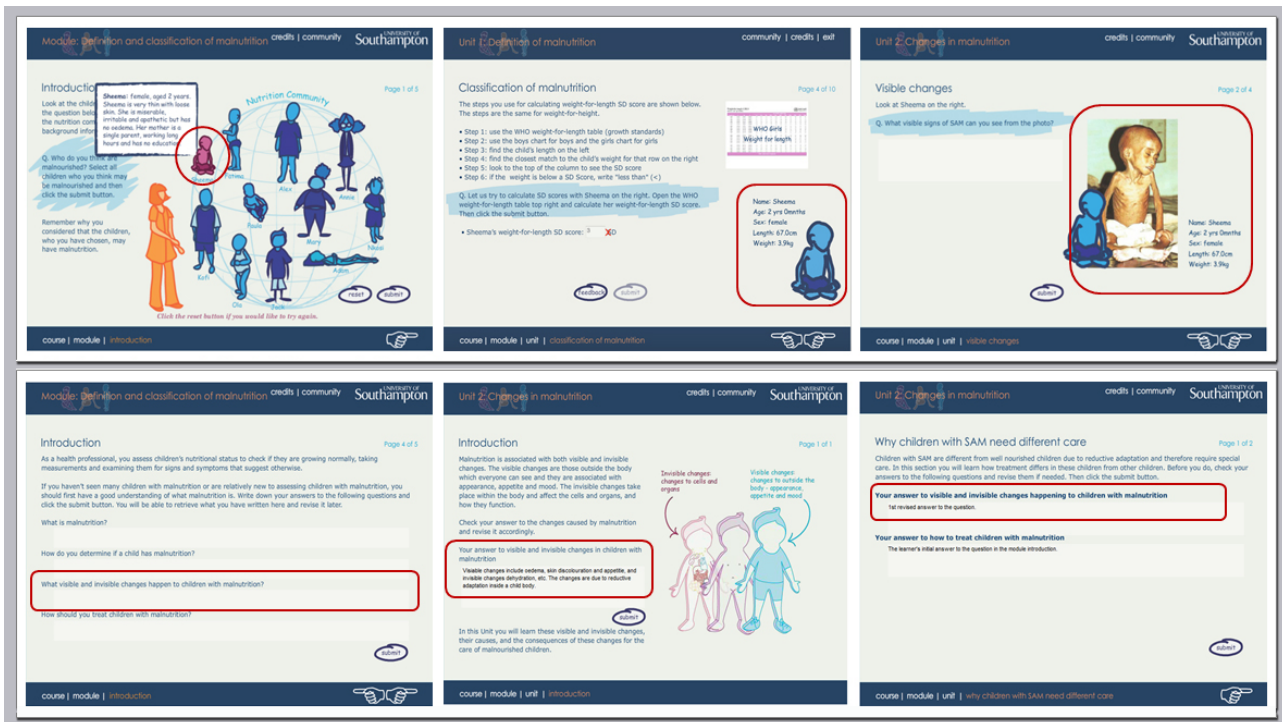 Module: Definition and classification of malnutrition
credits | community
UNIVERSITY OF
Southampton
Introduction
Page 1 of 5
Look at the childr
the question belo
the nutrition com
background infor
Q. Who do you think are
malnourished? Select all
children who you think may
be malnourished and then
click the submit button.
Remember why you
considered that the children,
who you have chosen, may
have malnutrition.
Sheema: female, aged 2 years.
Sheema is very thin with loose
skin. She is miserable,
irritable and apathetic but has
no oedema. Her mother is a
single parent, working long
hours and has no education
Nutrition Community
Sheema
Fatima
Alex
Annie
Paulo
Mary
Nkosi
Kofi
Adam
Ola
Jack
reset
submit
Click the reset button if you would like to try again.
course | module | introduction
Unit 1: Definition of malnutrition
community | credits | exit
Classification of malnutrition
Page 4 of 10
The steps you use for calculating weight-for-length SD score are shown below.
The steps are the same for weight-for-height.
• Step 1: use the WHO weight-for-length table (growth standards)
• Step 2: use the boys chart for boys and the girls chart for girls
• Step 3: find the child's length on the left
• Step 4: find the closest match to the child's weight for that row on the right
• Step 5: look to the top of the column to see the SD score
• Step 6: if the weight is below a SD Score, write "less than" (<)
Q. Let us try to calculate SD scores with Sheema on the right. Open the WHO
weight-for-length table top right and calculate her weight-for-length SD score.
Then click the submit button.
• Sheema's weight-for-length SD score: 3 SD
WHO Girls
Weight for length
Name: Sheema
Age: 2 yrs 0mnths
Sex: female
Length: 67.0cm
Weight: 3.9kg
feedback
submit
course | module | unit | classification of malnutrition
Unit 2: Changes in malnutrition
credits | community
UNIVERSITY OF
Southampton
Visible changes
Page 2 of 4
Look at Sheema on the right.
Q. What visible signs of SAM can you see from the photo?
Name: Sheema
Age: 2 yrs 0mnths
Sex: female
Length: 67.0cm
Weight: 3.9kg
submit
course | module | unit | visible changes
Module: Definition and classification of malnutrition
credits | community
UNIVERSITY OF
Southampton
Introduction
Page 4 of 5
As a health professional, you assess children's nutritional status to check if they are growing normally, taking
measurements and examining them for signs and symptoms that suggest otherwise.
If you haven't seen many children with malnutrition or are relatively new to assessing children with malnutrition, you
should first have a good understanding of what malnutrition is. Write down your answers to the following questions and
click the submit button. You will be able to retrieve what you have written here and revise it later.
What is malnutrition?
How do you determine if a child has malnutrition?
What visible and invisible changes happen to children with malnutrition?
How should you treat children with malnutrition?
submit
course | module | introduction
Unit 2: Changes in malnutrition
credits | community
UNIVERSITY OF
Southampton
Introduction
Page 1 of 1
Malnutrition is associated with both visible and invisible
changes. The visible changes are those outside the body
which everyone can see and they are associated with
appearance, appetite and mood. The invisible changes take
place within the body and affect the cells and organs, and
how they function.
Check your answer to the changes caused by malnutrition
and revise it accordingly.
Your answer to visible and invisible changes in children with
malnutrition
Visiable changes include oedema, skin discolouration and appetite, and
invisible changes dehydration, etc. The changes are due to reductive
adaptation inside a child body.
submit
In this Unit you will learn these visible and invisible changes,
their causes, and the consequences of these changes for the
care of malnourished children.
Invisible changes:
changes to cells and
organs
Visible changes:
changes to outside
the body - appearance,
appetite and mood
course | module | unit | introduction
Unit 2: Changes in malnutrition
credits | community
UNIVERSITY OF
Southampton
Why children with SAM need different care
Page 1 of 2
Children with SAM are different from well nourished children due to reductive adaptation and therefore require special
care. In this section you will learn how treatment differs in these children from other children. Before you do, check your
answers to the following questions and revise them if needed. Then click the submit button.
Your answer to visible and invisible changes happening to children with malnutrition
1st revised answer to the question.
Your answer to how to treat children with malnutrition
The learner's initial answer to the question in the module introduction.
submit
course | module | unit | why children with SAM need different care